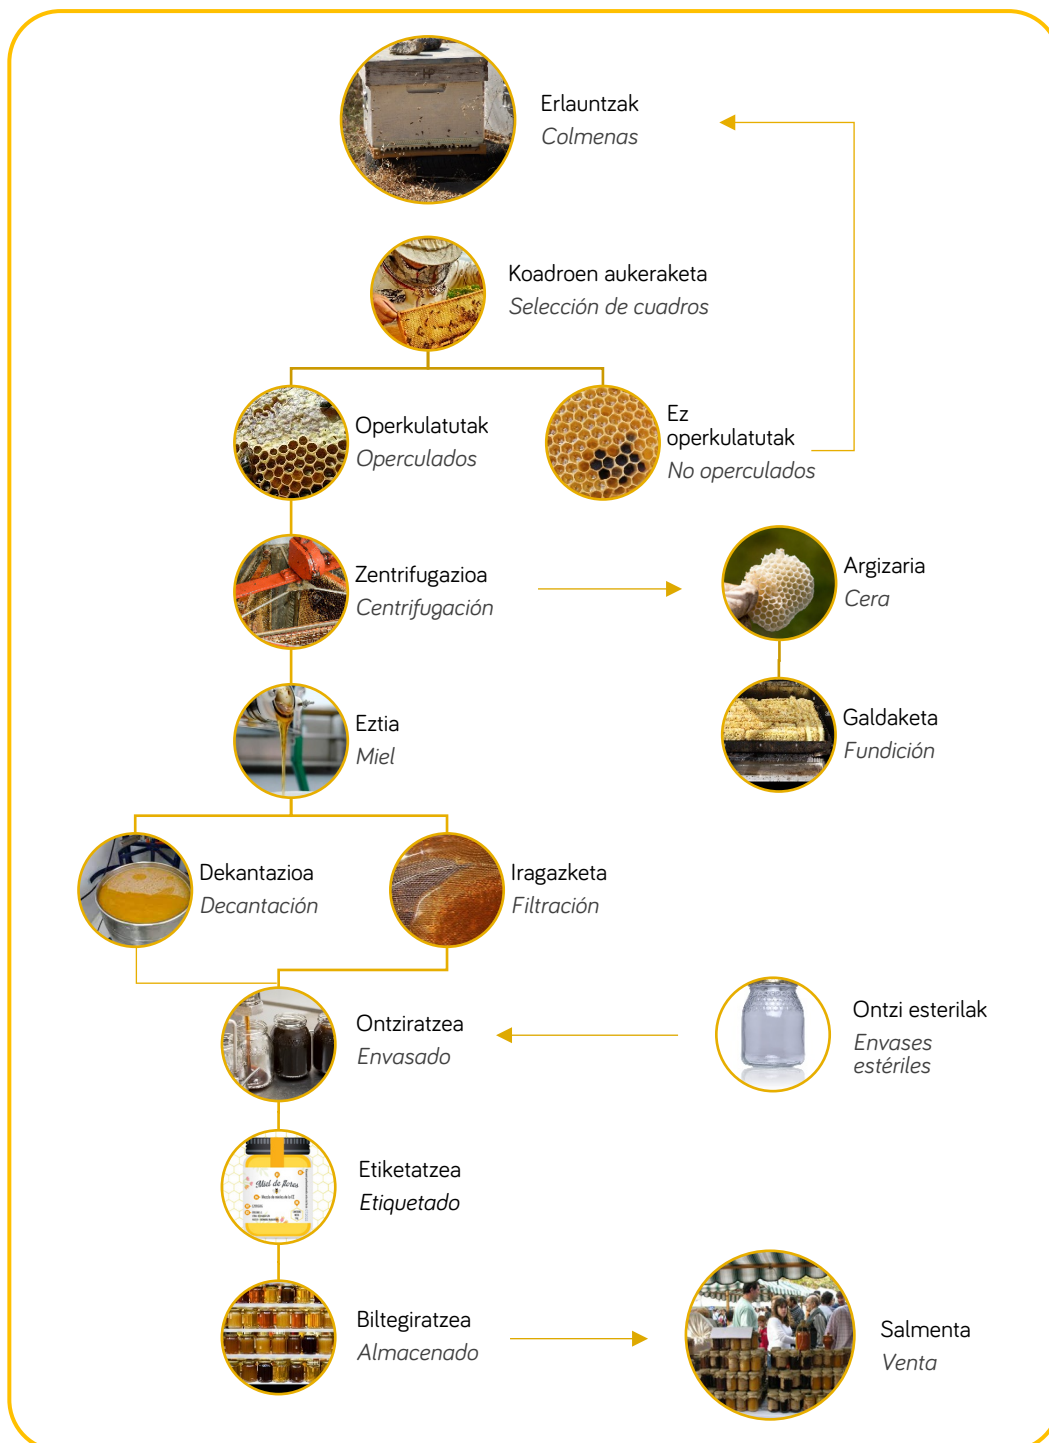 Erlauntzak
Colmenas
Koadroen aukeraketa
Selección de cuadros
Operkulatutak
Operculados
Ez
operkulatutak
No operculados
Zentrifugazioa
Centrifugación
Argizaria
Cera
Eztia
Miel
Galdaketa
Fundición
Dekantazioa
Decantación
Iragazketa
Filtración
Ontziratzea
Envasado
Ontzi esterilak
Envases
estériles
Etiketatzea
Etiquetado
Miel de flores
Biltegiratzea
Almacenado
Salmenta
Venta